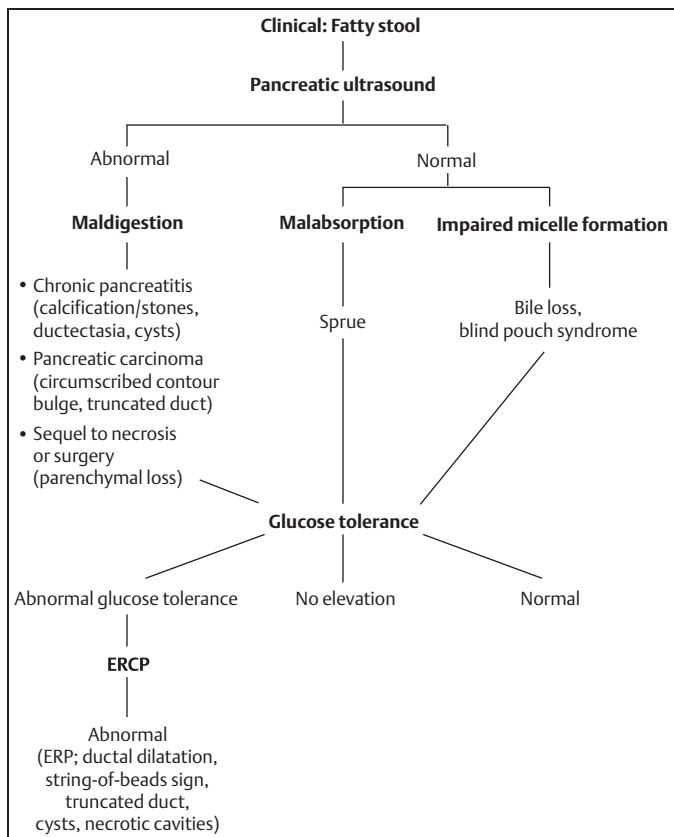 Clinical: Fatty stool
Pancreatic ultrasound
Abnormal
Normal
Maldigestion
Malabsorption
Impaired micelle formation
• Chronic pancreatitis
(calcification/stones,
ductectasia, cysts)
• Pancreatic carcinoma
(circumscribed contour
bulge, truncated duct)
• Sequel to necrosis
or surgery
(parenchymal loss)
Sprue
Bile loss,
blind pouch syndrome
Glucose tolerance
Abnormal glucose tolerance
No elevation
Normal
ERCP
Abnormal
(ERP; ductal dilatation,
string-of-beads sign,
truncated duct,
cysts, necrotic cavities)